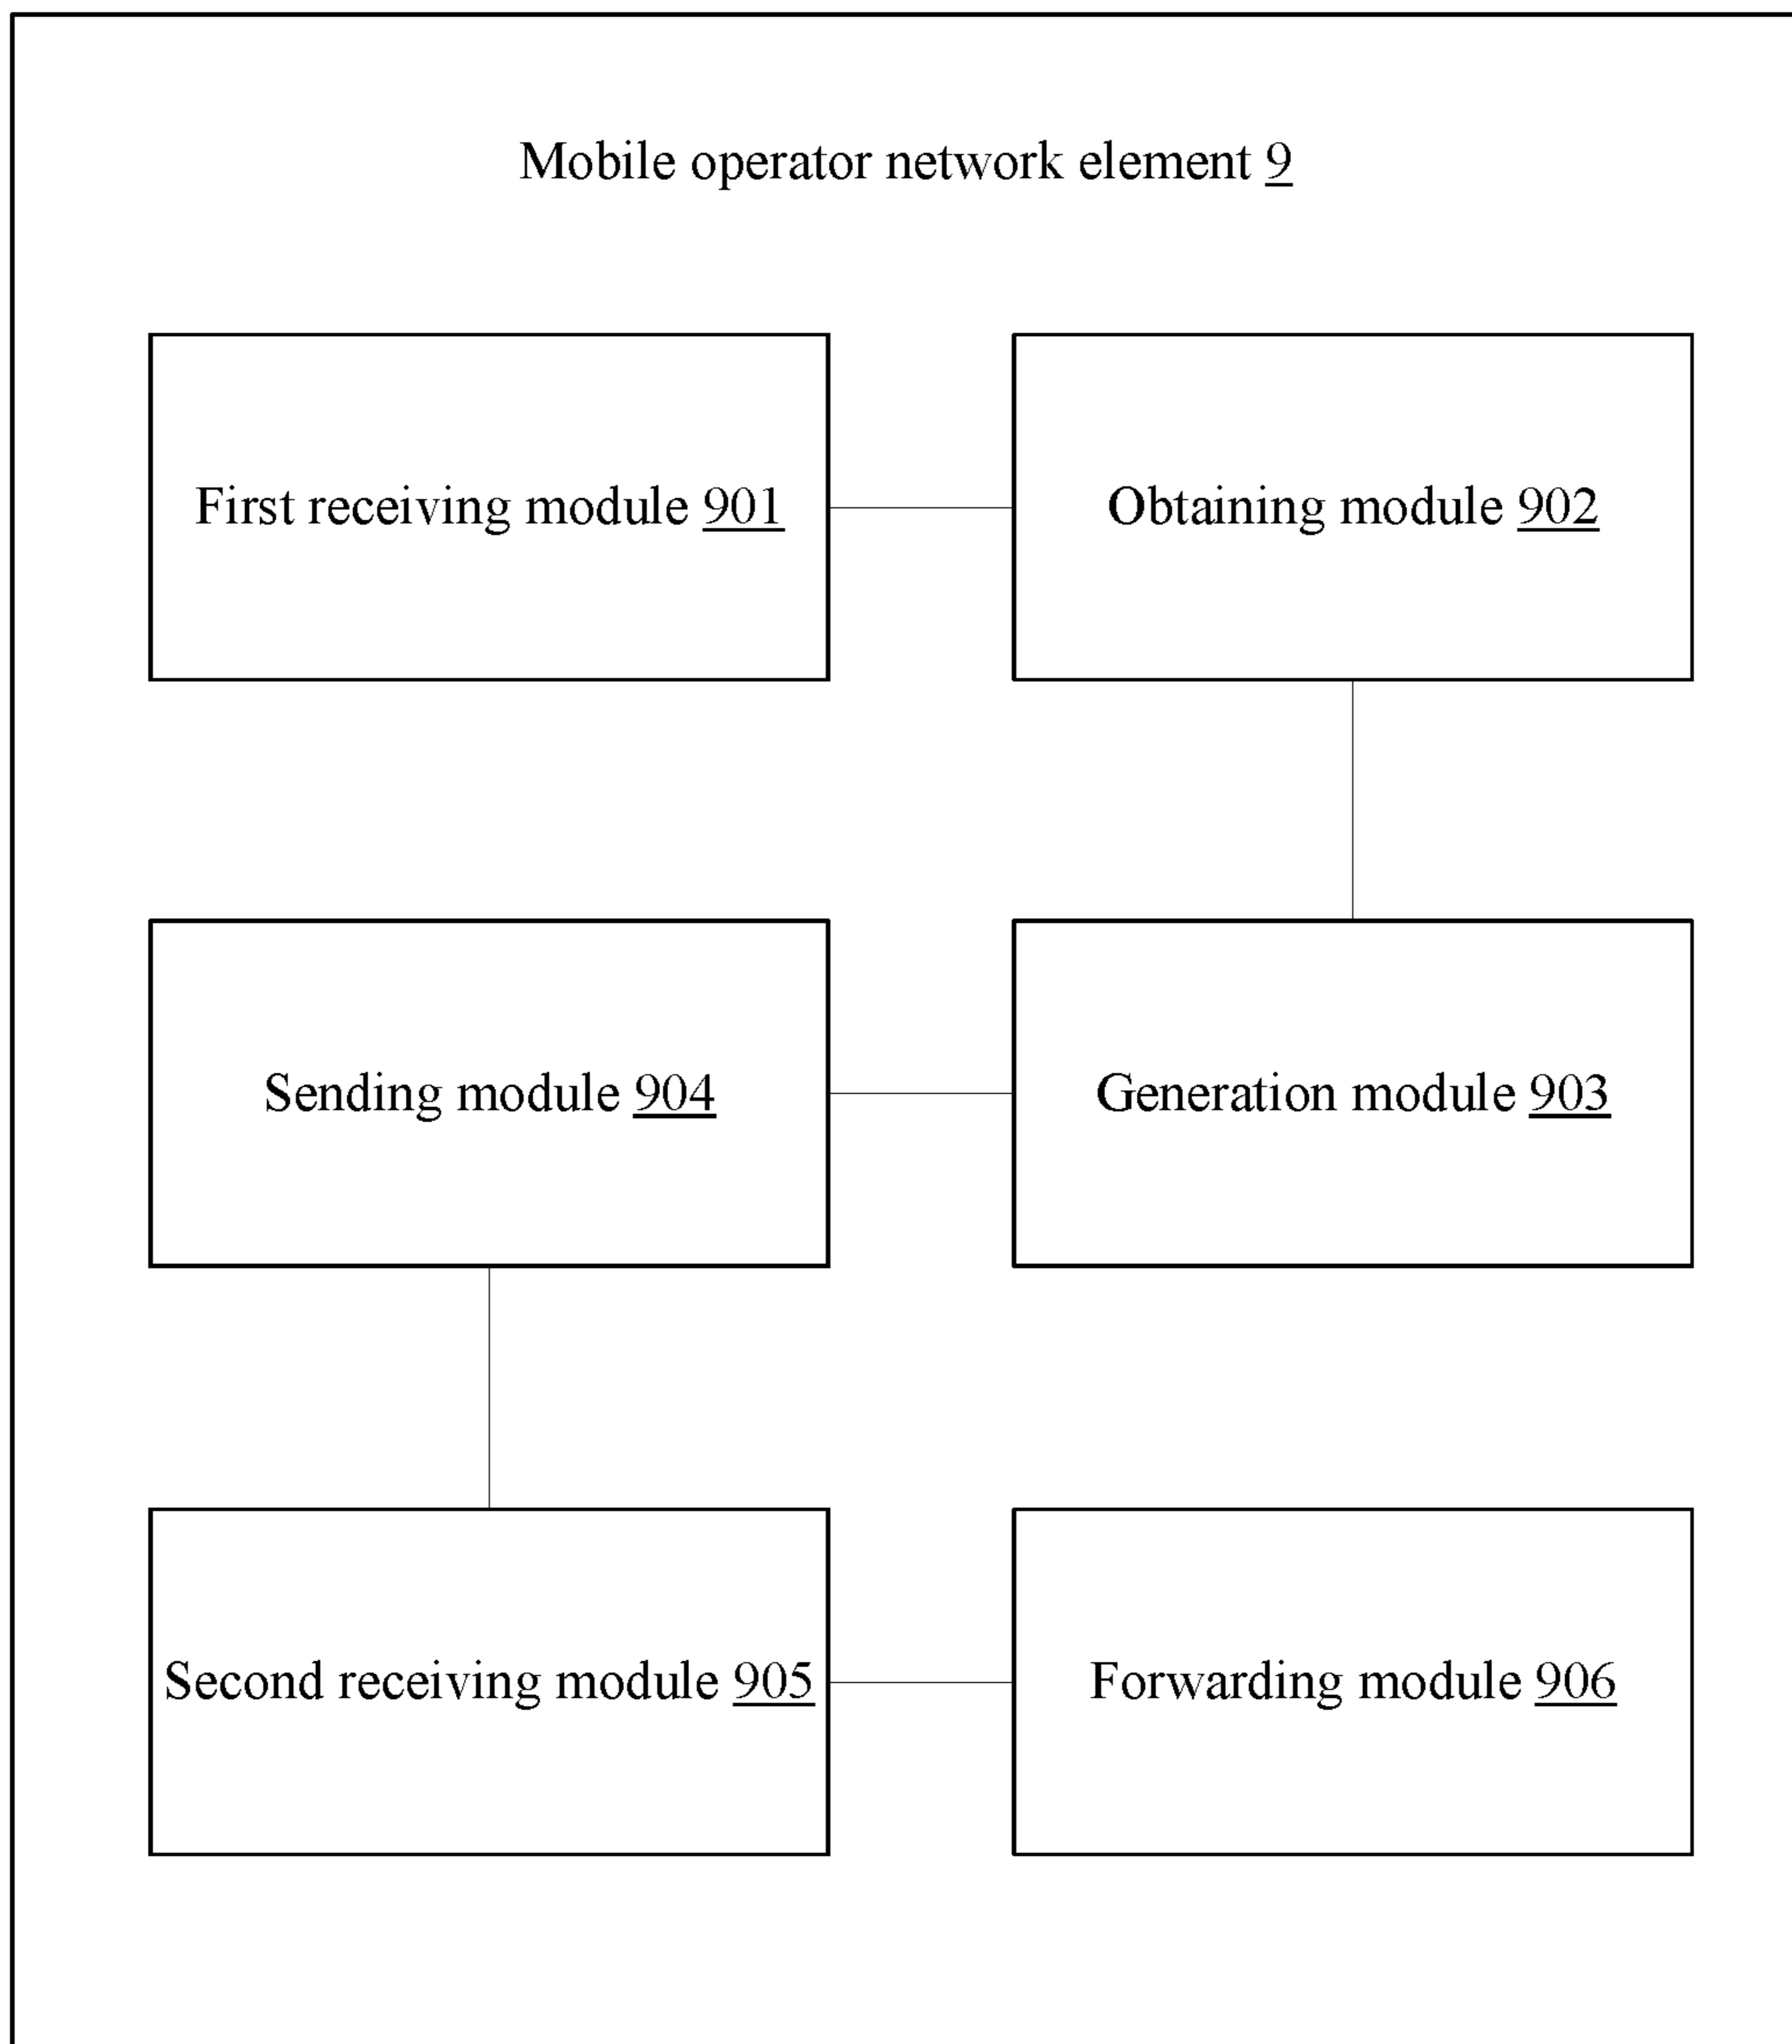 Mobile operator network element 9
First receiving module 901
Obtaining module 902
Sending module 904
Generation module 903
Second receiving module 905
Forwarding module 906